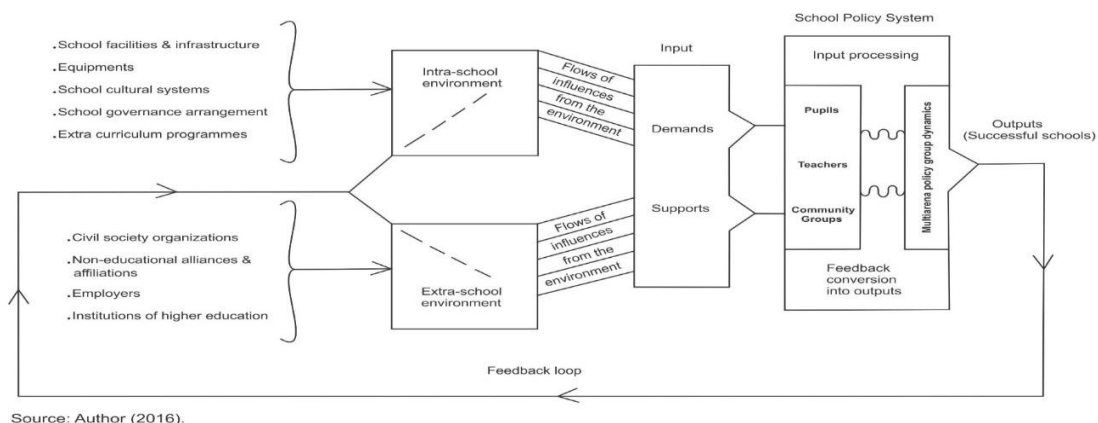 School Policy System
.School facilities & infrastructure
.Equipments
.School cultural systems
.School governance arrangement
.Extra curriculum programmes
Intra-school
environment
Flows of
influences
from the
environment
Input
Demands
Supports
Input processing
Pupils
Teachers
Community
Groups
Multiarena policy group dynamics
Feedback
conversion
into outputs
Outputs
(Successful schools)
.Civil society organizations
.Non-educational alliances &
affiliations
.Employers
.Institutions of higher education
Extra-school
environment
Flows of
influences
from the
environment
Feedback loop
Source: Author (2016).